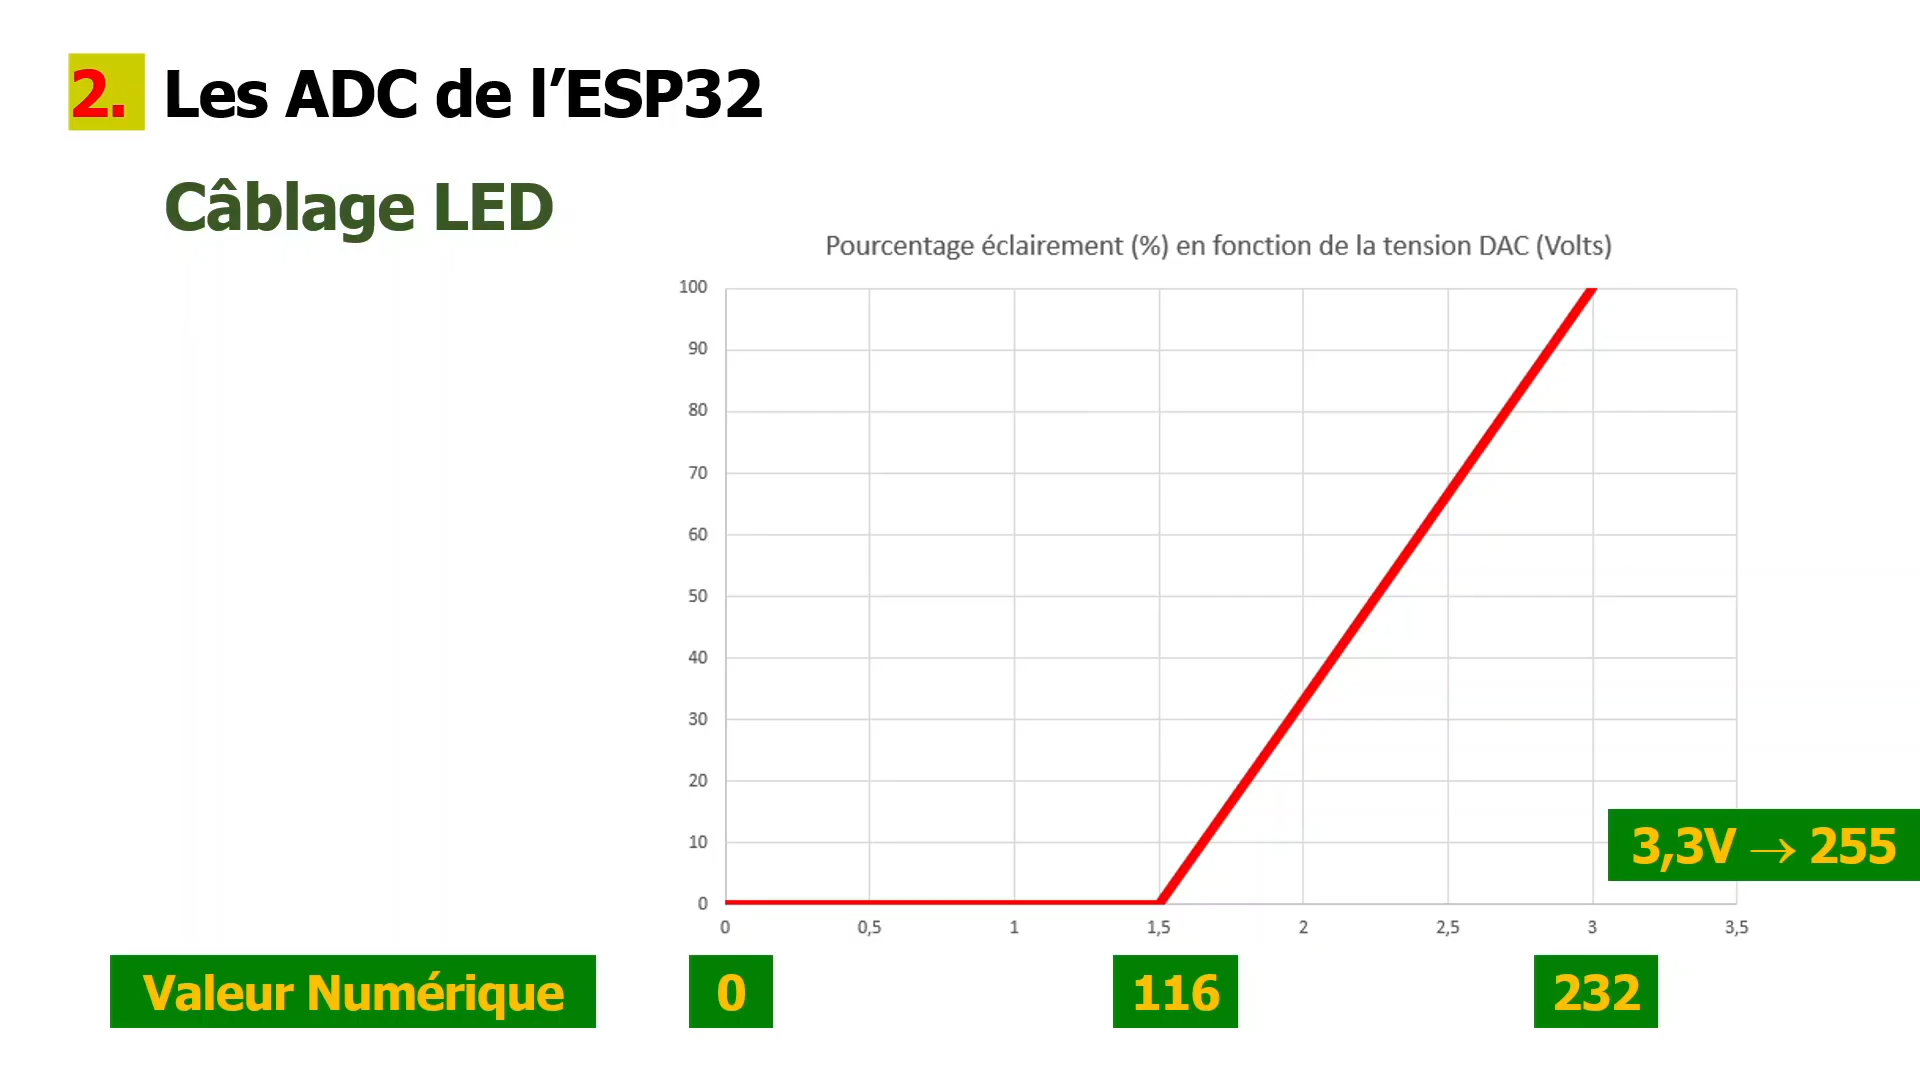 2. Les ADC de l’ESP32
Câblage LED
Pourcentage éclairement (%) en fonction de la tension DAC (Volts)
100
90
80
70
60
50
40
30
20
10
0
0 0,5 1 1,5 2 2,5 3 3,5
3,3V → 255
Valeur Numérique 0 116 232